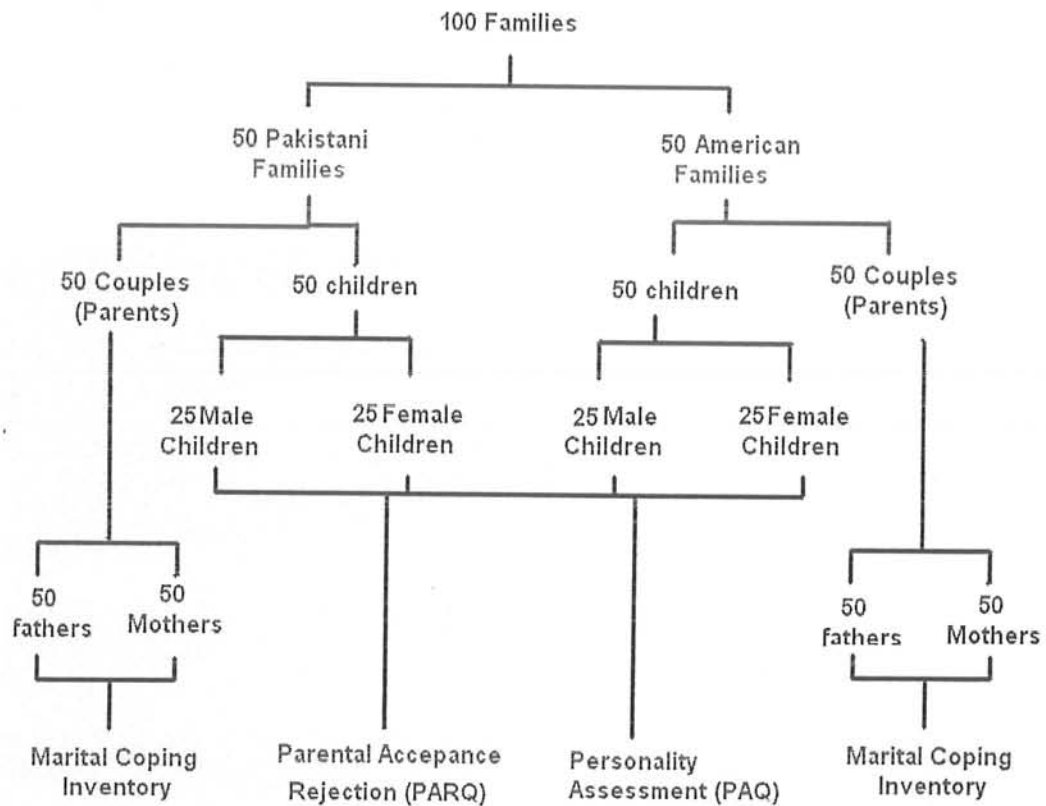 100 Families
50 Pakistani
Families
50 American
Families
50 Couples
(Parents)
50 children
50 children
50 Couples
(Parents)
25 Male
Children
25 Female
Children
25 Male
Children
25 Female
Children
50
fathers
50
Mothers
50
fathers
50
Mothers
Marital Coping
Inventory
Parental Accepance
Rejection (PARQ)
Personality
Assessment (PAQ)
Marital Coping
Inventory